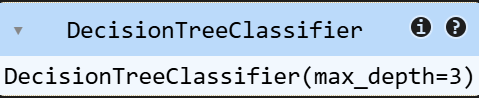 DecisionTreeClassifier i ?
DecisionTreeClassifier(max_depth=3)